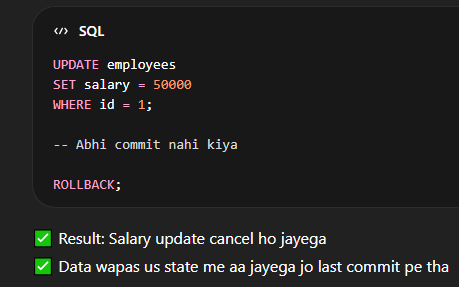 </> SQL
UPDATE employees
SET salary = 50000
WHERE id = 1;
-- Abhi commit nahi kiya
ROLLBACK;
✅ Result: Salary update cancel ho jayega
✅ Data wapas us state me aa jayega jo last commit pe tha